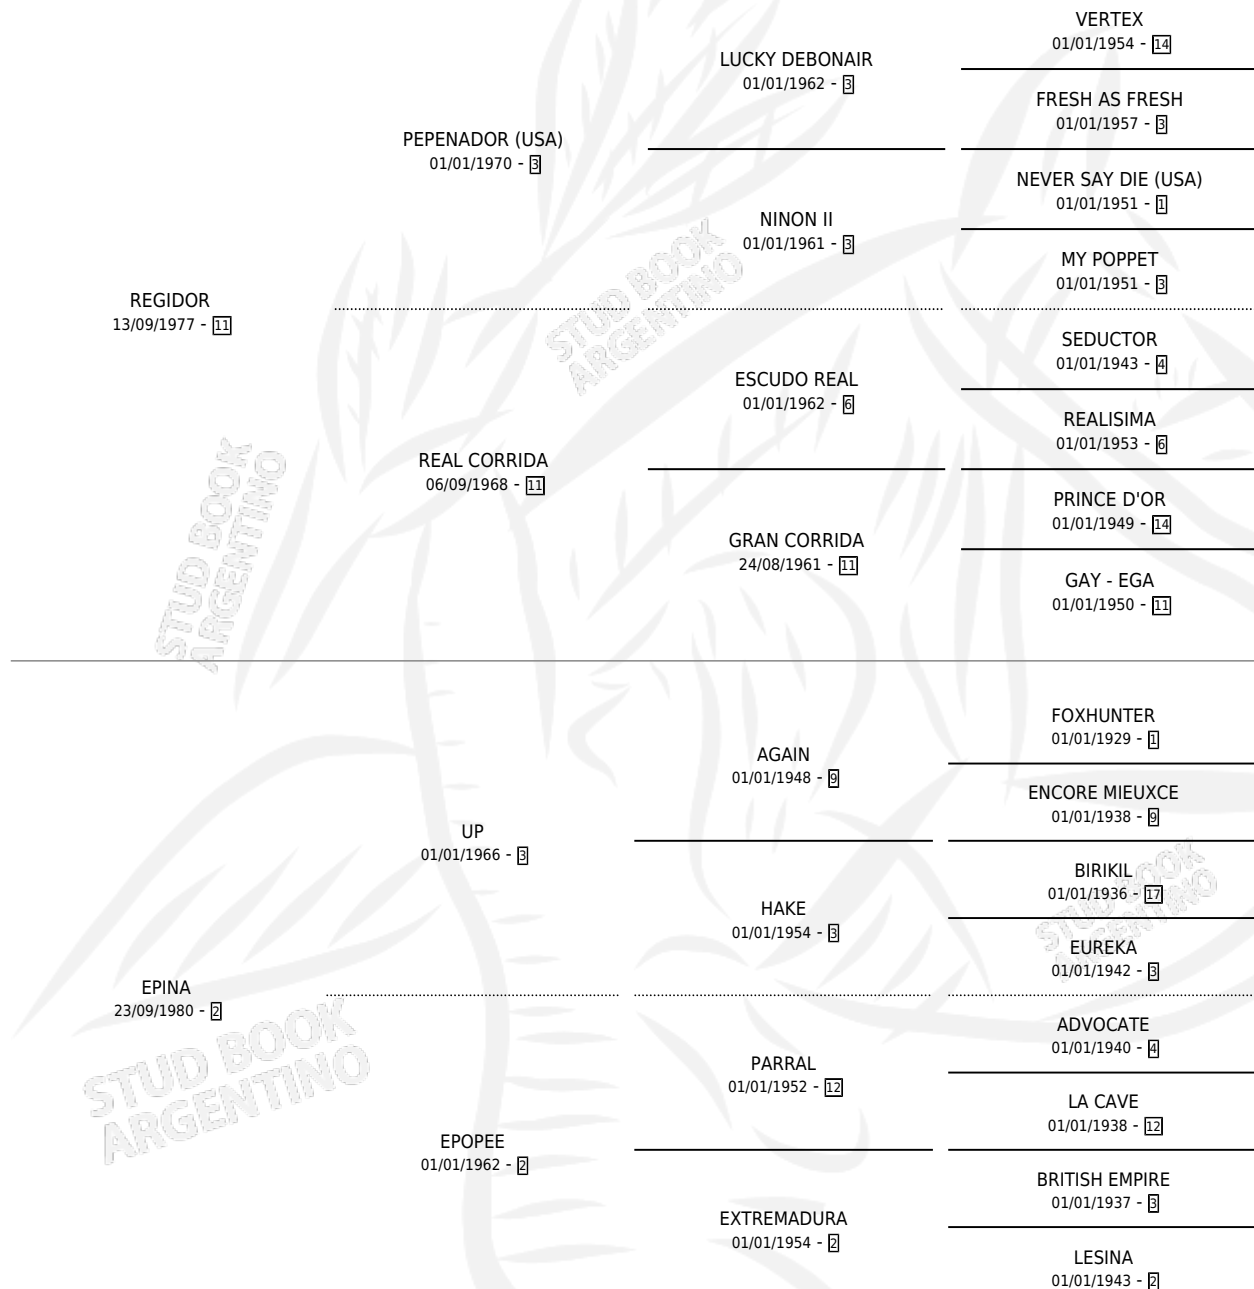 VERTEX
01/01/1954 - 14
LUCKY DEBONAIR
01/01/1962 - 3
FRESH AS FRESH
01/01/1957 - 3
PEPENADOR (USA)
01/01/1970 - 3
NEVER SAY DIE (USA)
01/01/1951 - 1
NINON II
01/01/1961 - 3
MY POPPET
01/01/1951 - 3
REGIDOR
13/09/1977 - 11
SEDUCTOR
01/01/1943 - 4
ESCUDO REAL
01/01/1962 - 6
REALISIMA
01/01/1953 - 6
REAL CORRIDA
06/09/1968 - 11
PRINCE D'OR
01/01/1949 - 14
GRAN CORRIDA
24/08/1961 - 11
GAY - EGA
01/01/1950 - 11
FOXHUNTER
01/01/1929 - 1
AGAIN
01/01/1948 - 9
ENCORE MIEUXCE
01/01/1938 - 9
UP
01/01/1966 - 3
BIRIKIL
01/01/1936 - 17
HAKE
01/01/1954 - 3
EUREKA
01/01/1942 - 3
EPINA
23/09/1980 - 2
ADVOCATE
01/01/1940 - 4
PARRAL
01/01/1952 - 12
LA CAVE
01/01/1938 - 12
EPOPEE
01/01/1962 - 2
BRITISH EMPIRE
01/01/1937 - 3
EXTREMADURA
01/01/1954 - 2
LESINA
01/01/1943 - 2
STUD BOOK
ARGENTINO
STUD BOOK
ARGENTINO
STUD BOOK
ARGENTINO
STUD BOOK
ARGENTINO